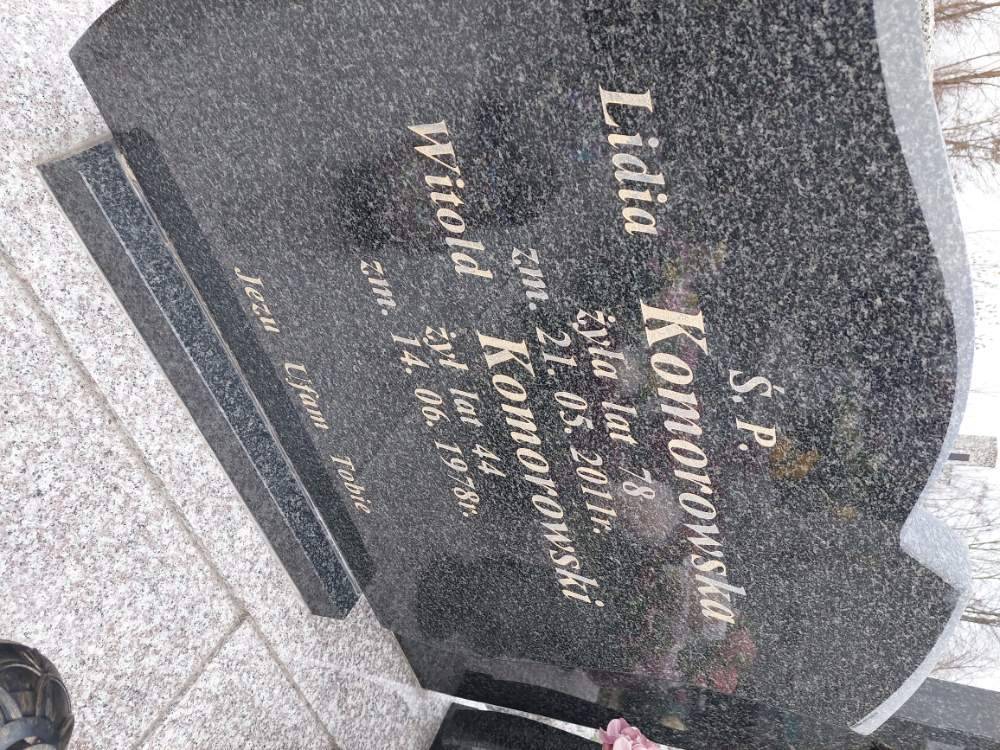 Ś. P.
Lidia Komorowska
żyła lat 78
zm. 21. 05. 2011r.
Witold Komorowski
żył lat 44
zm. 14. 06. 1978r.
Jezu Ufam Tobie